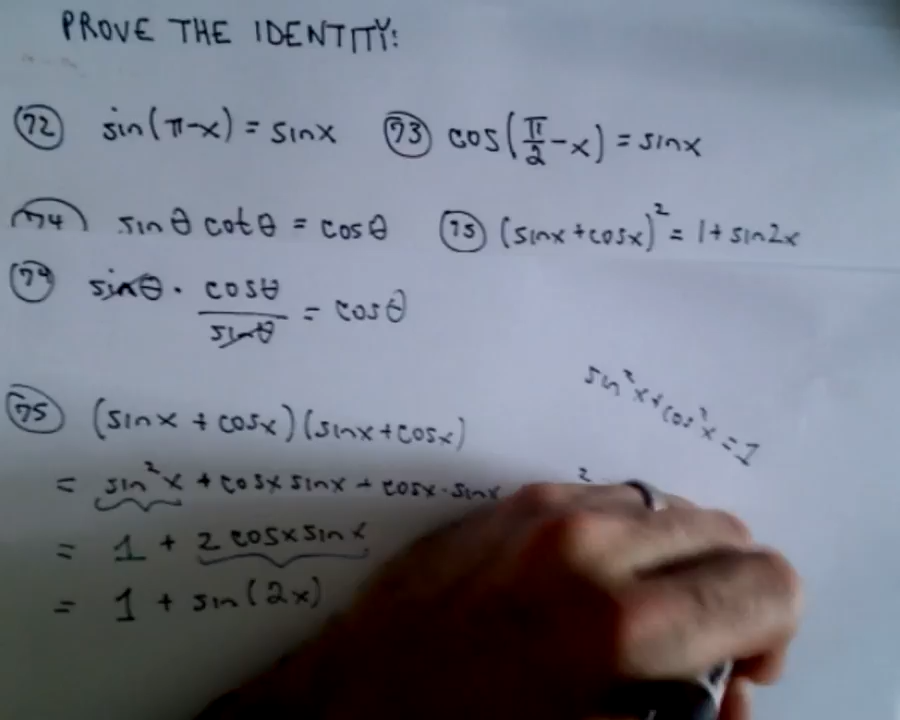 PROVE THE IDENTITY:
(72) sin(π-x) = sinx (73) cos(π/2 - x) = sinx
(74) sinθ cotθ = cosθ (75) (sinx+cosx)² = 1 + sin2x
(74) sinθ · cosθ/sinθ = cosθ
sin²x+cos²x = 1
(75) (sinx + cosx)(sinx+cosx)
= sin²x + cosx sinx + cosx·sinx
= 1 + 2 cosx sinx
= 1 + sin(2x)